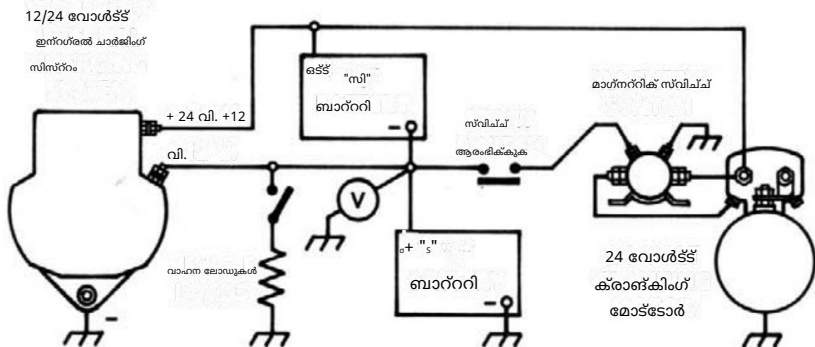 12/24 വോൾട്ട്
ഇന്റഗ്രൽ ചാർജിംഗ്
സിസ്റ്റം
+ 24 വി. +12
വി.
ഒട്ട്
"സി"
ബാറ്ററി
–
സ്വിച്ച്
ആരംഭിക്കുക
മാഗ്നറ്റിക് സ്വിച്ച്
V
വാഹന ലോഡുകൾ
+ "s"
ബാറ്ററി
–
24 വോൾട്ട്
ക്രാങ്കിംഗ്
മോട്ടോർ
–